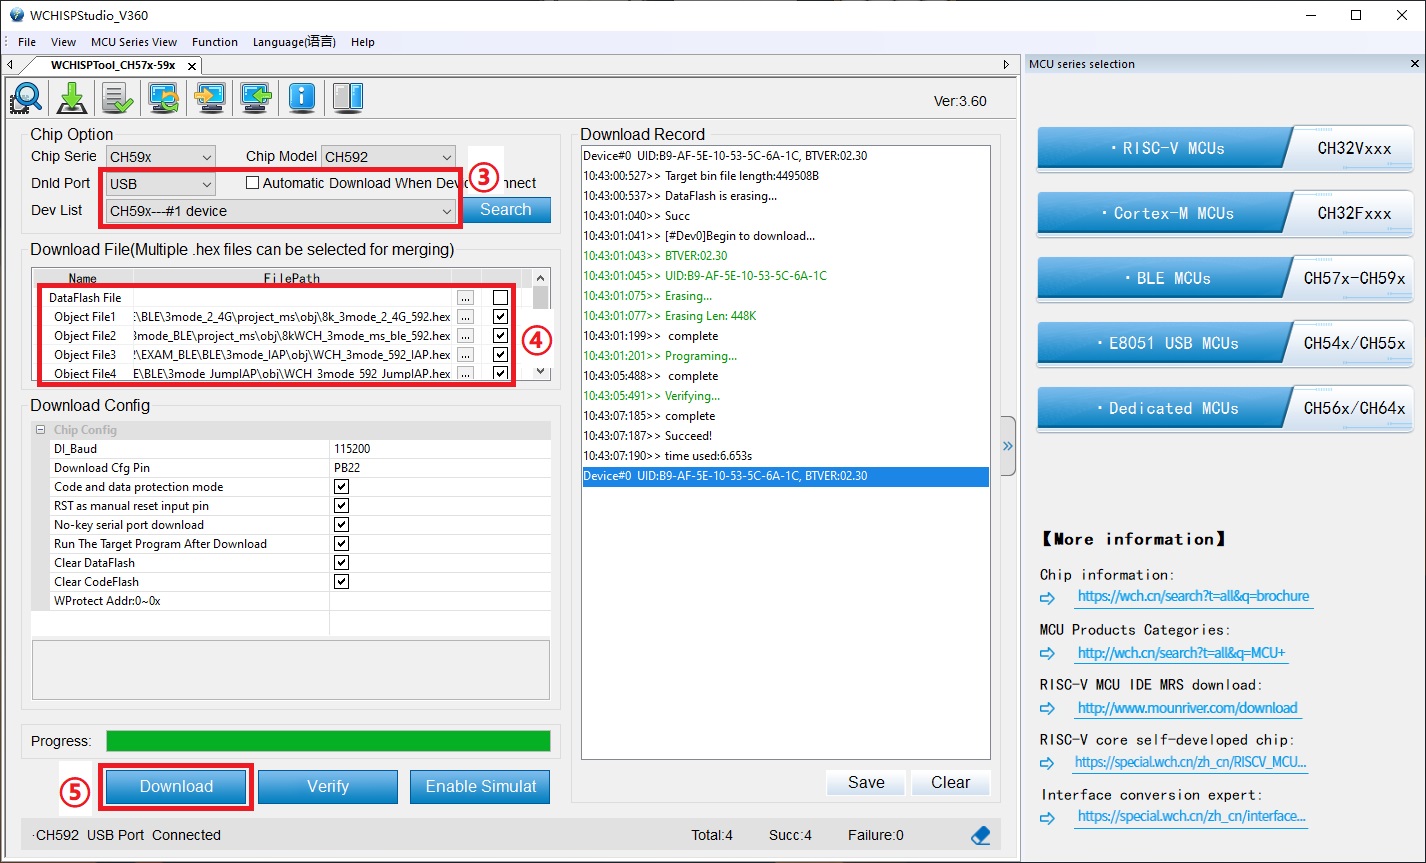 WCHISPStudio_V360
File View MCU Series View Function Language(语言) Help
WCHISPTool_CH57x-59x
MCU series selection
Ver:3.60
Chip Option
Chip Serie CH59x Chip Model CH592
Dnld Port USB Automatic Download When Devic onnect
③
Dev List CH59x---#1 device Search
Download File(Multiple .hex files can be selected for merging)
Name FilePath
DataFlash File ...
Object File1 :\BLE\3mode_2_4G\project_ms\obj\8k_3mode_2_4G_592.hex ...
Object File2 3mode_BLE\project_ms\obj\8kWCH_3mode_ms_ble_592.hex ...
Object File3 !\EXAM_BLE\BLE\3mode_IAP\obj\WCH_3mode_592_IAP.hex ...
Object File4 E\BLE\3mode_JumpIAP\obj\WCH_3mode_592_JumpIAP.hex ...
④
Download Config
Chip Config
DI_Baud 115200
Download Cfg Pin PB22
Code and data protection mode
RST as manual reset input pin
No-key serial port download
Run The Target Program After Download
Clear DataFlash
Clear CodeFlash
WProtect Addr:0~0x
Progress:
⑤
Download Verify Enable Simulat
Download Record
Device#0 UID:B9-AF-5E-10-53-5C-6A-1C, BTVER:02.30
10:43:00:527>> Target bin file length:449508B
10:43:00:537>> DataFlash is erasing...
10:43:01:040>> Succ
10:43:01:041>> [#Dev0]Begin to download...
10:43:01:043>> BTVER:02.30
10:43:01:045>> UID:B9-AF-5E-10-53-5C-6A-1C
10:43:01:075>> Erasing...
10:43:01:077>> Erasing Len: 448K
10:43:01:199>> complete
10:43:01:201>> Programing...
10:43:05:488>> complete
10:43:05:491>> Verifying...
10:43:07:185>> complete
10:43:07:187>> Succeed!
10:43:07:190>> time used:6.653s
Device#0 UID:B9-AF-5E-10-53-5C-6A-1C, BTVER:02.30
Save Clear
·CH592 USB Port Connected Total:4 Succ:4 Failure:0
·RISC-V MCUs CH32Vxxx
·Cortex-M MCUs CH32Fxxx
·BLE MCUs CH57x-CH59x
·E8051 USB MCUs CH54x/CH55x
·Dedicated MCUs CH56x/CH64x
【More information】
Chip information:
https://wch.cn/search?t=all&q=brochure
MCU Products Categories:
http://wch.cn/search?t=all&q=MCU+
RISC-V MCU IDE MRS download:
http://www.mounriver.com/download
RISC-V core self-developed chip:
https://special.wch.cn/zh_cn/RISCV_MCU...
Interface conversion expert:
https://special.wch.cn/zh_cn/interface...